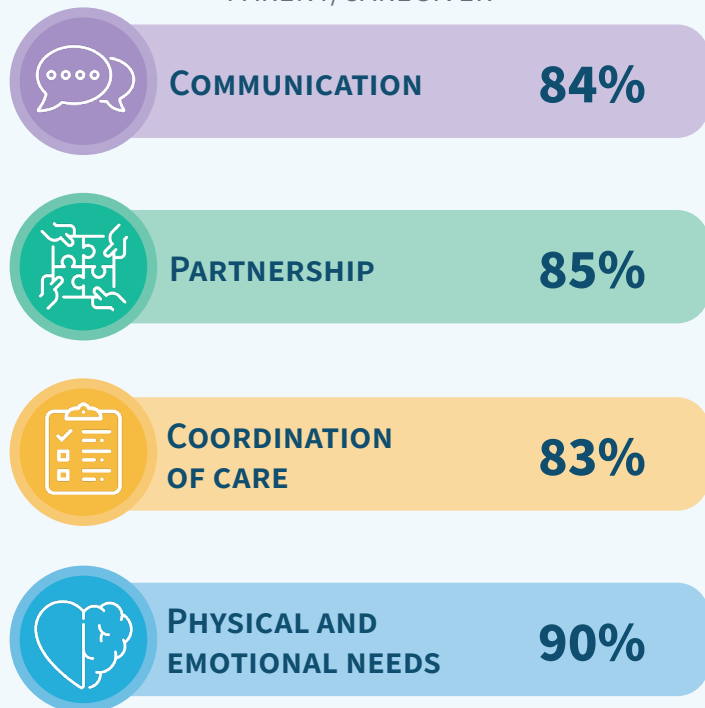 COMMUNICATION
84%
PARTNERSHIP
85%
COORDINATION
OF CARE
83%
PHYSICAL AND
EMOTIONAL NEEDS
90%